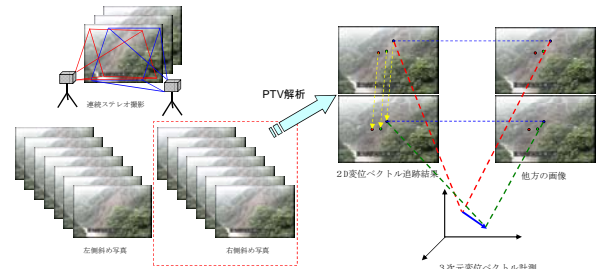 連続ステレオ撮影
PTV解析
左側斜め写真
右側斜め写真
2D変位ベクトル追跡結果
他方の画像
3次元変位ベクトル計測